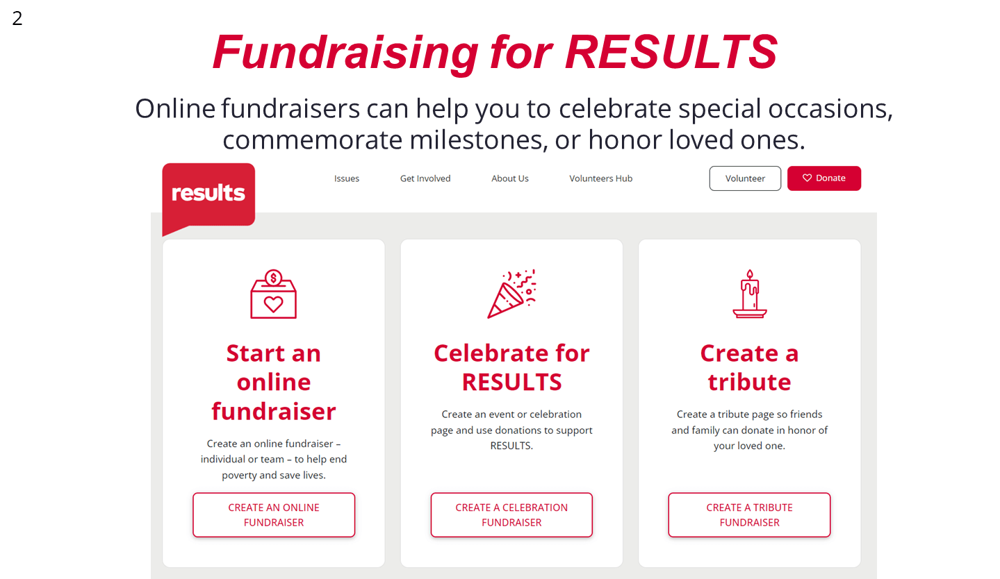 2
Fundraising for RESULTS
Online fundraisers can help you to celebrate special occasions,
commemorate milestones, or honor loved ones.
results
Issues
Get Involved
About Us
Volunteers Hub
Volunteer
Donate
$
Start an
online
fundraiser
Create an online fundraiser –
individual or team – to help end
poverty and save lives.
CREATE AN ONLINE
FUNDRAISER
Celebrate for
RESULTS
Create an event or celebration
page and use donations to support
RESULTS.
CREATE A CELEBRATION
FUNDRAISER
Create a
tribute
Create a tribute page so friends
and family can donate in honor of
your loved one.
CREATE A TRIBUTE
FUNDRAISER